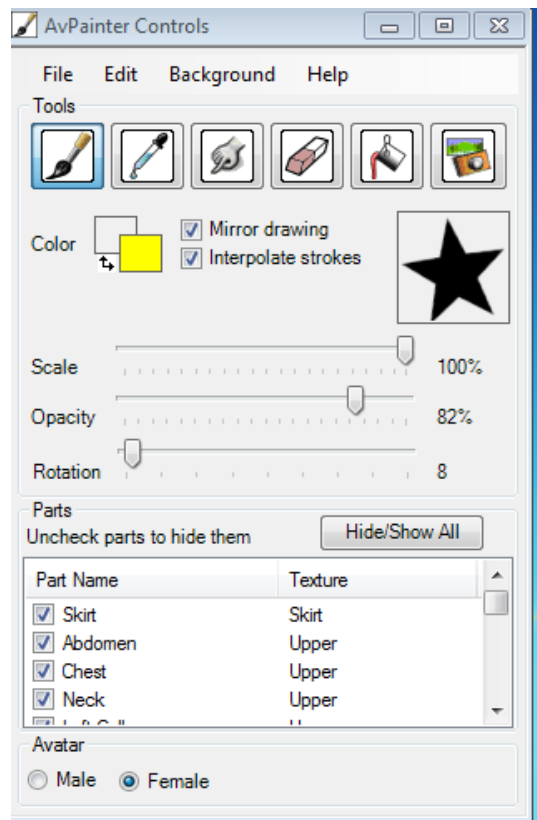 AvPainter Controls
File Edit Background Help
Tools
Color
Mirror drawing
Interpolate strokes
Scale 100%
Opacity 82%
Rotation 8
Parts
Uncheck parts to hide them
Hide/Show All
Part Name Texture
Skirt Skirt
Abdomen Upper
Chest Upper
Neck Upper
Avatar
Male Female